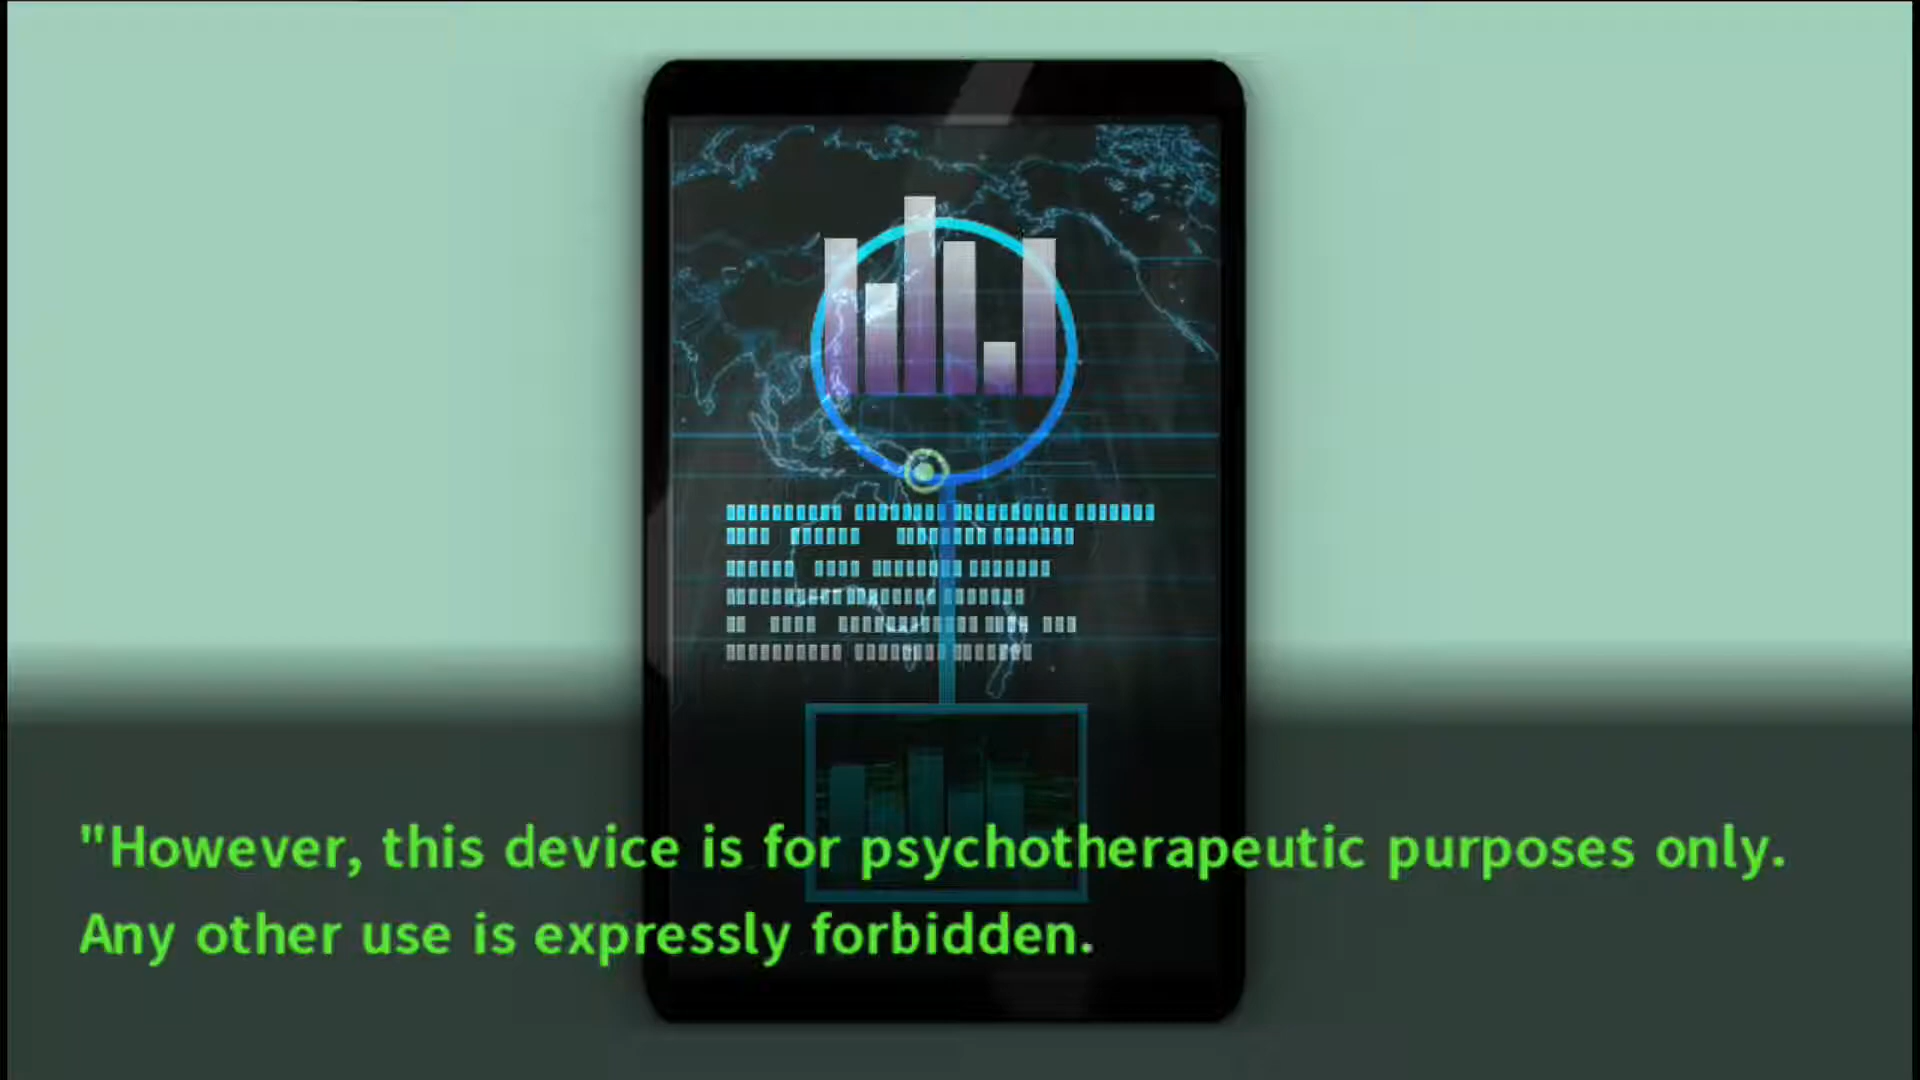 "However, this device is for psychotherapeutic purposes only.
Any other use is expressly forbidden.